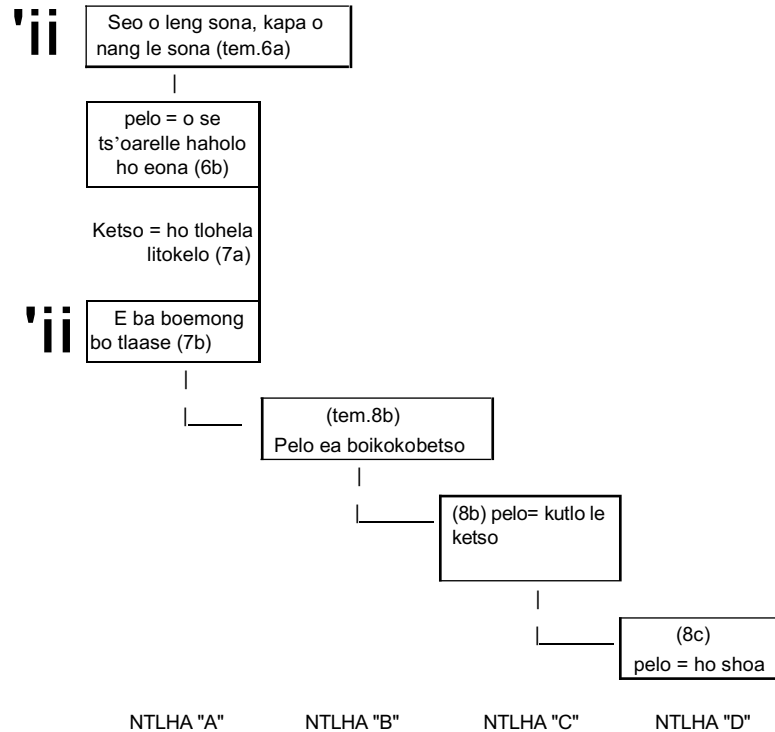 'ii
Seo o leng sona, kapa o
nang le sona (tem.6a)
pelo = o se
ts’oarelle haholo
ho eona (6b)
Ketso = ho tlohela
litokelo (7a)
'ii
E ba boemong
bo tlaase (7b)
(tem.8b)
Pelo ea boikokobetso
(8b) pelo= kutlo le
ketso
(8c)
pelo = ho shoa
NTLHA "A" NTLHA "B" NTLHA "C" NTLHA "D"